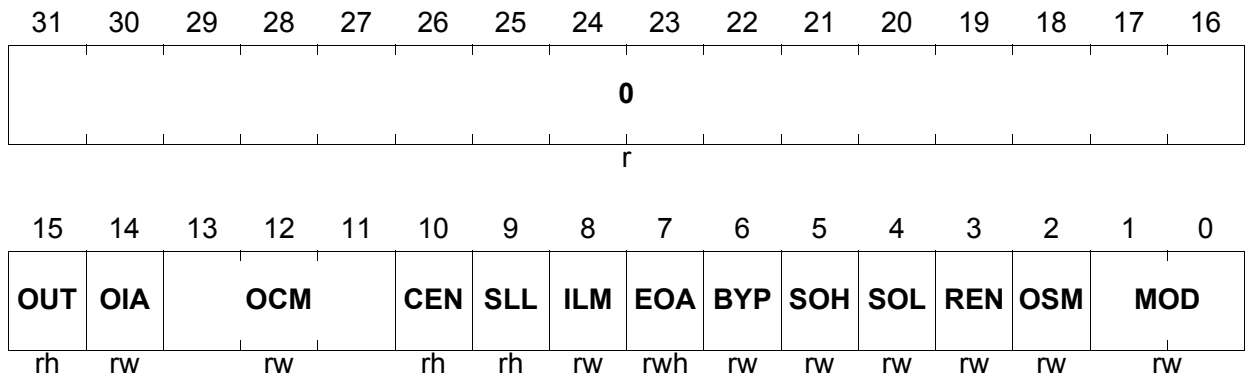 31 30 29 28 27 26 25 24 23 22 21 20 19 18 17 16
0
r
15 14 13 12 11 10 9 8 7 6 5 4 3 2 1 0
OUT OIA OCM CEN SLL ILM EOA BYP SOH SOL REN OSM MOD
rh rw rw rh rh rw rwh rw rw rw rw rw rw